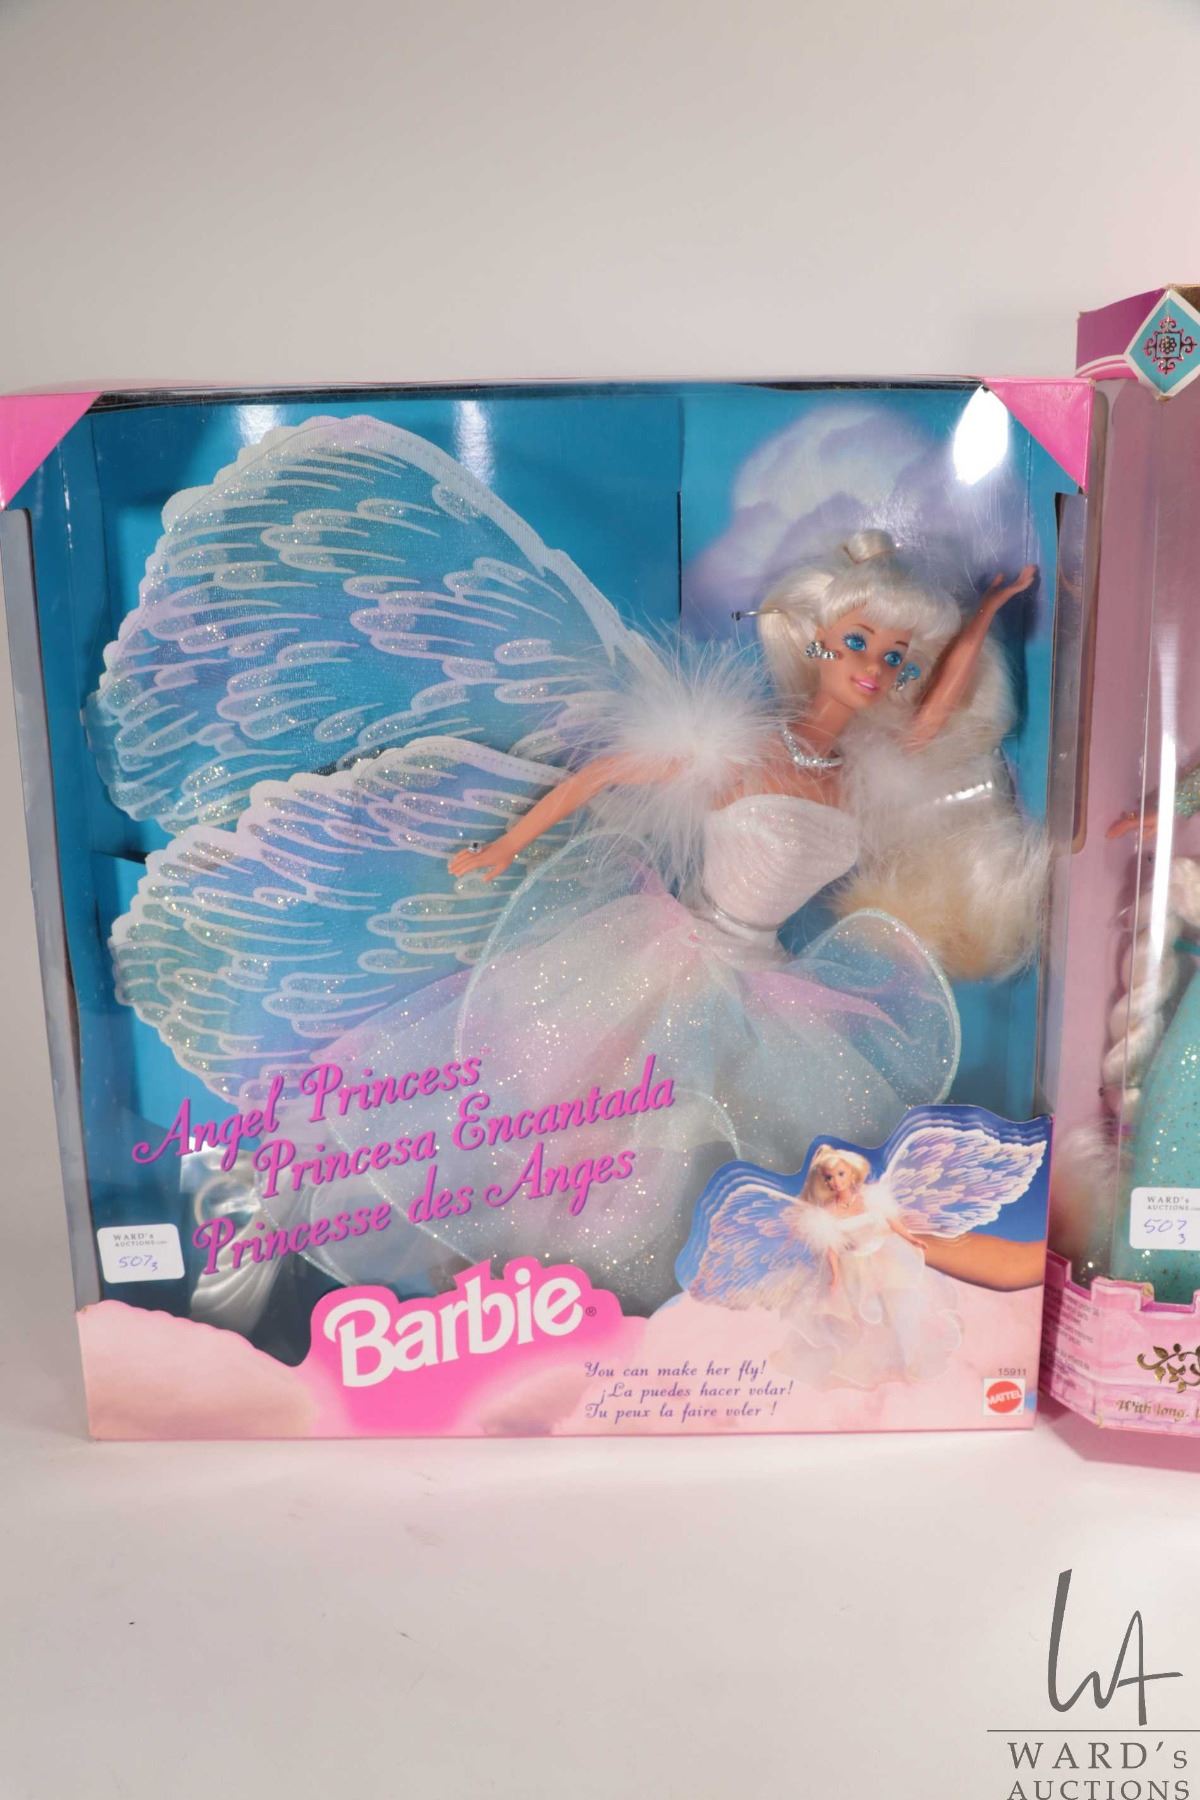 Angel Princess
Princesa Encantada
Princesse des Anges
WARD's
AUCTIONS.com
507 3
Barbie®
You can make her fly!
¡La puedes hacer volar!
Tu peux la faire voler !
15911
MATTEL
WARD's
AUCTIONS.com
507
3
With long,
WA
WARD's
AUCTIONS